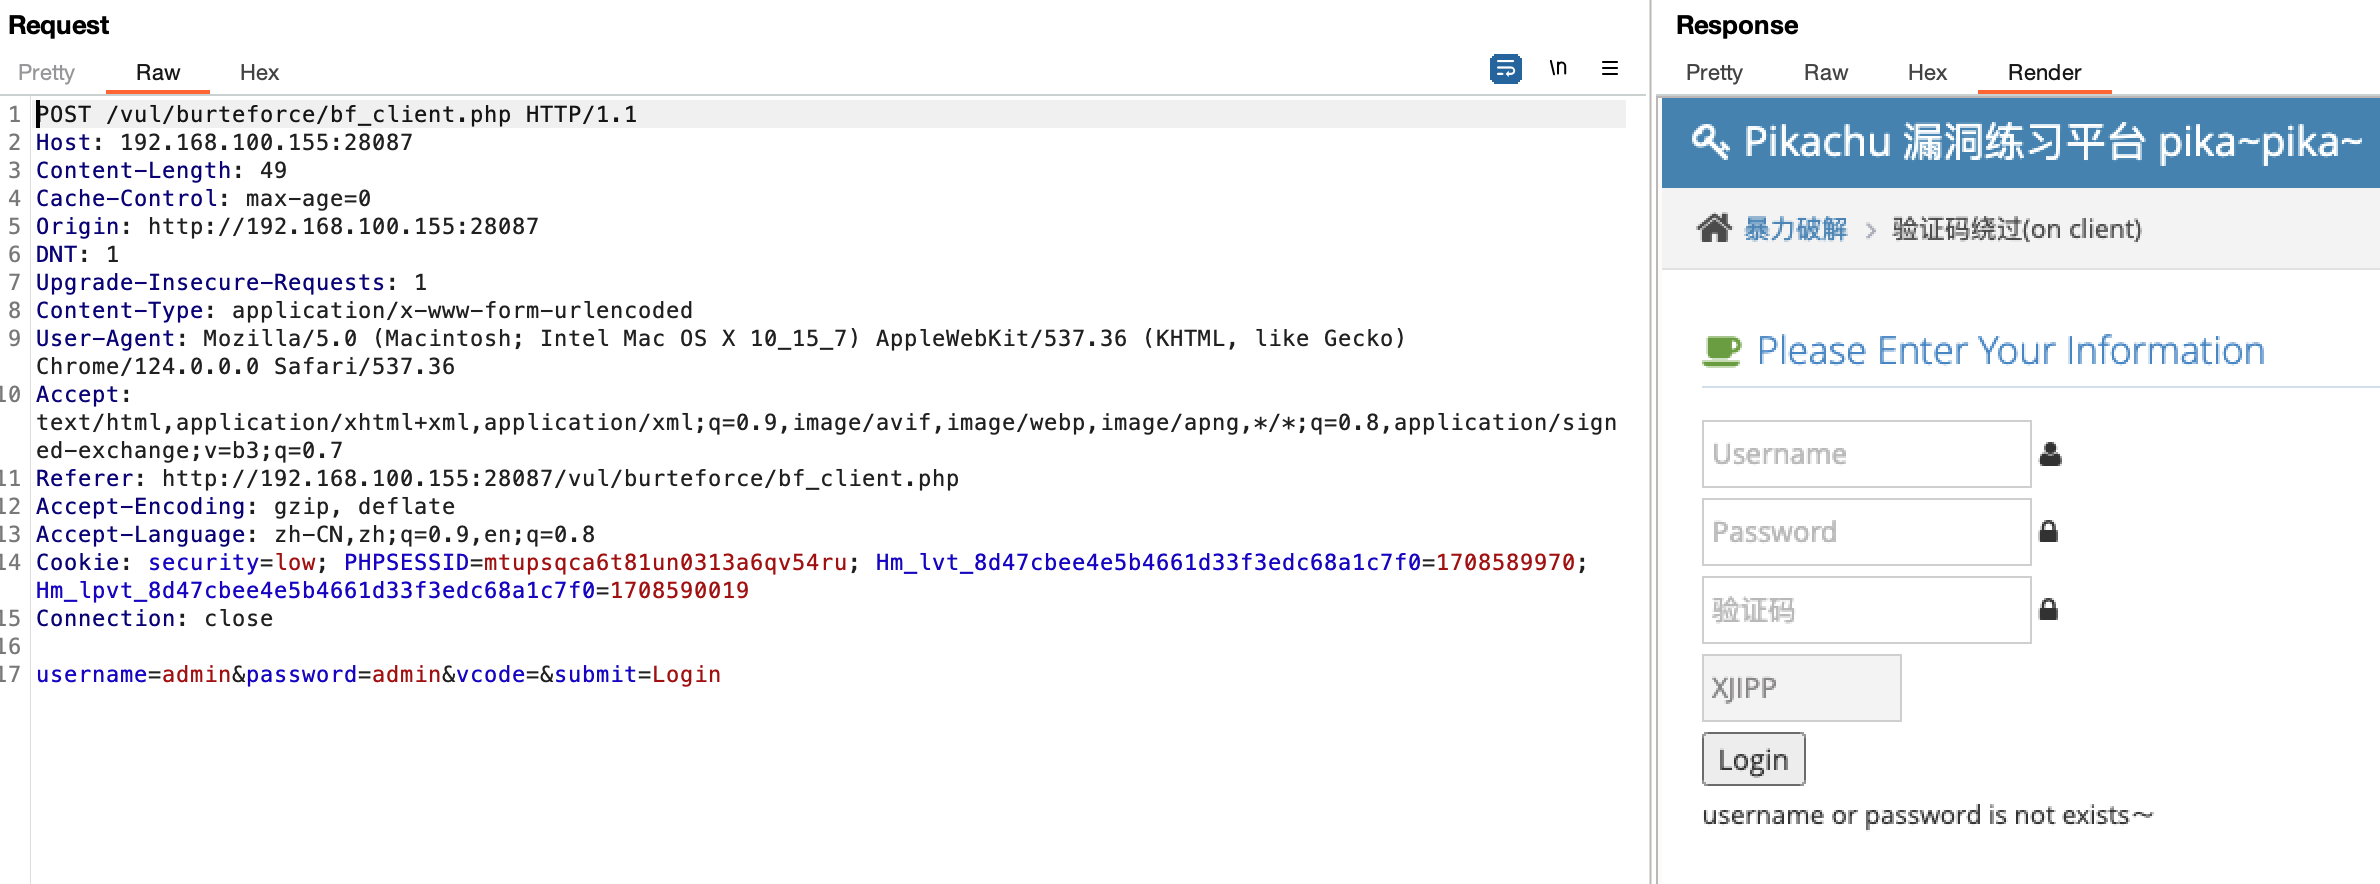 Request
Pretty Raw Hex
\n
1 POST /vul/burteforce/bf_client.php HTTP/1.1
2 Host: 192.168.100.155:28087
3 Content-Length: 49
4 Cache-Control: max-age=0
5 Origin: http://192.168.100.155:28087
6 DNT: 1
7 Upgrade-Insecure-Requests: 1
8 Content-Type: application/x-www-form-urlencoded
9 User-Agent: Mozilla/5.0 (Macintosh; Intel Mac OS X 10_15_7) AppleWebKit/537.36 (KHTML, like Gecko)
Chrome/124.0.0.0 Safari/537.36
10 Accept:
text/html,application/xhtml+xml,application/xml;q=0.9,image/avif,image/webp,image/apng,*/*;q=0.8,application/sign
ed-exchange;v=b3;q=0.7
11 Referer: http://192.168.100.155:28087/vul/burteforce/bf_client.php
12 Accept-Encoding: gzip, deflate
13 Accept-Language: zh-CN,zh;q=0.9,en;q=0.8
14 Cookie: security=low; PHPSESSID=mtupsqca6t81un0313a6qv54ru; Hm_lvt_8d47cbee4e5b4661d33f3edc68a1c7f0=1708589970;
Hm_lpvt_8d47cbee4e5b4661d33f3edc68a1c7f0=1708590019
15 Connection: close
16
17 username=admin&password=admin&vcode=&submit=Login
Response
Pretty Raw Hex Render
Pikachu 漏洞练习平台 pika~pika~
暴力破解 > 验证码绕过(on client)
Please Enter Your Information
Username
Password
验证码
XJIPP
Login
username or password is not exists～